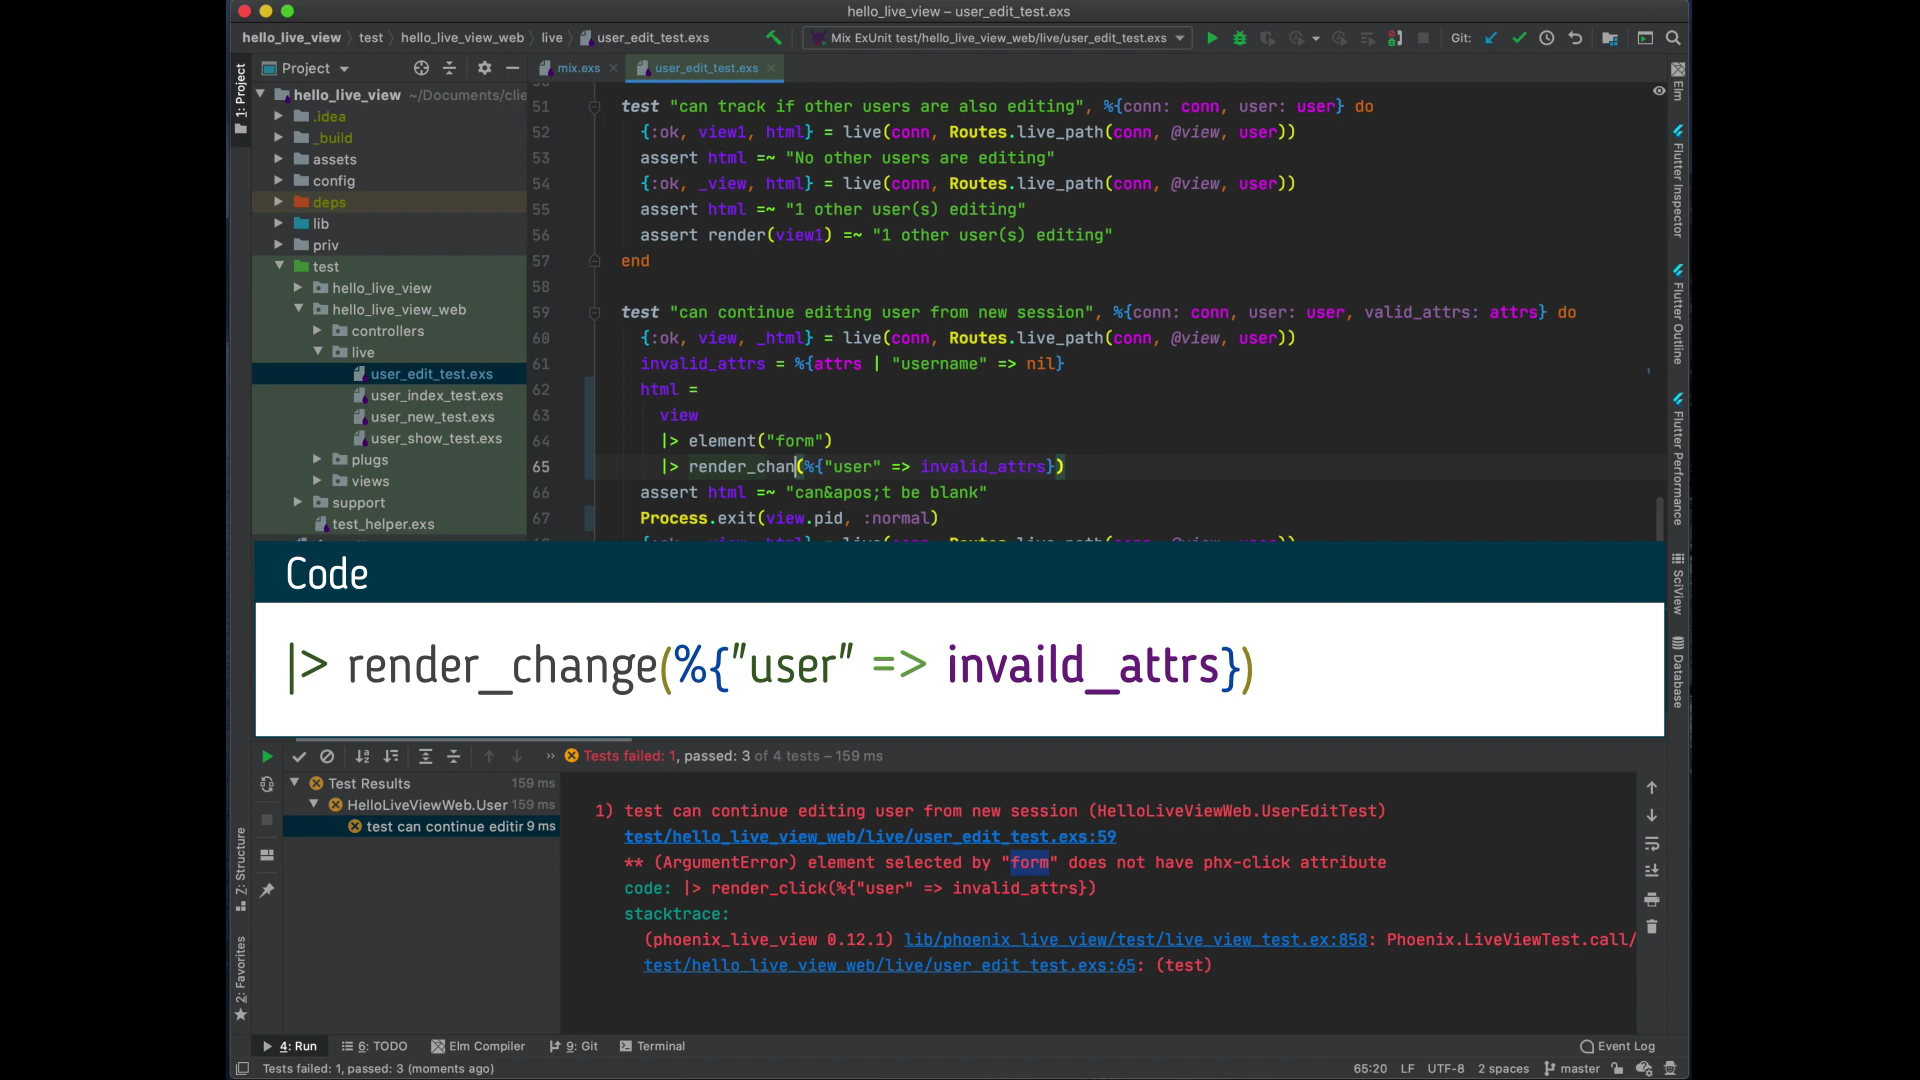 hello_live_view – user_edit_test.exs
hello_live_view 〉 test 〉 hello_live_view_web 〉 live 〉 user_edit_test.exs
Mix ExUnit test/hello_live_view_web/live/user_edit_test.exs
Git:
1: Project
Project
mix.exs
user_edit_test.exs
hello_live_view ~/Documents/clie
.idea
_build
assets
config
deps
lib
priv
test
hello_live_view
hello_live_view_web
controllers
live
user_edit_test.exs
user_index_test.exs
user_new_test.exs
user_show_test.exs
plugs
views
support
test_helper.exs
51 test "can track if other users are also editing", %{conn: conn, user: user} do
52 {:ok, view1, html} = live(conn, Routes.live_path(conn, @view, user))
53 assert html =~ "No other users are editing"
54 {:ok, _view, html} = live(conn, Routes.live_path(conn, @view, user))
55 assert html =~ "1 other user(s) editing"
56 assert render(view1) =~ "1 other user(s) editing"
57 end
58
59 test "can continue editing user from new session", %{conn: conn, user: user, valid_attrs: attrs} do
60 {:ok, view, _html} = live(conn, Routes.live_path(conn, @view, user))
61 invalid_attrs = %{attrs | "username" => nil}
62 html =
63 view
64 |> element("form")
65 |> render_chan(%{"user" => invalid_attrs})
66 assert html =~ "can&apos;t be blank"
67 Process.exit(view.pid, :normal)
Elm
Flutter Inspector
Flutter Outline
Flutter Performance
SciView
Database
Code
|> render_change(%{"user" => invaild_attrs})
Tests failed: 1, passed: 3 of 4 tests – 159 ms
Test Results 159 ms
HelloLiveViewWeb.User 159 ms
test can continue editir 9 ms
1) test can continue editing user from new session (HelloLiveViewWeb.UserEditTest)
test/hello_live_view_web/live/user_edit_test.exs:59
** (ArgumentError) element selected by "form" does not have phx-click attribute
code: |> render_click(%{"user" => invalid_attrs})
stacktrace:
(phoenix_live_view 0.12.1) lib/phoenix_live_view/test/live_view_test.ex:858: Phoenix.LiveViewTest.call/
test/hello_live_view_web/live/user_edit_test.exs:65: (test)
Z: Structure
2: Favorites
4: Run
6: TODO
Elm Compiler
9: Git
Terminal
Event Log
Tests failed: 1, passed: 3 (moments ago)
65:20 LF UTF-8 2 spaces master